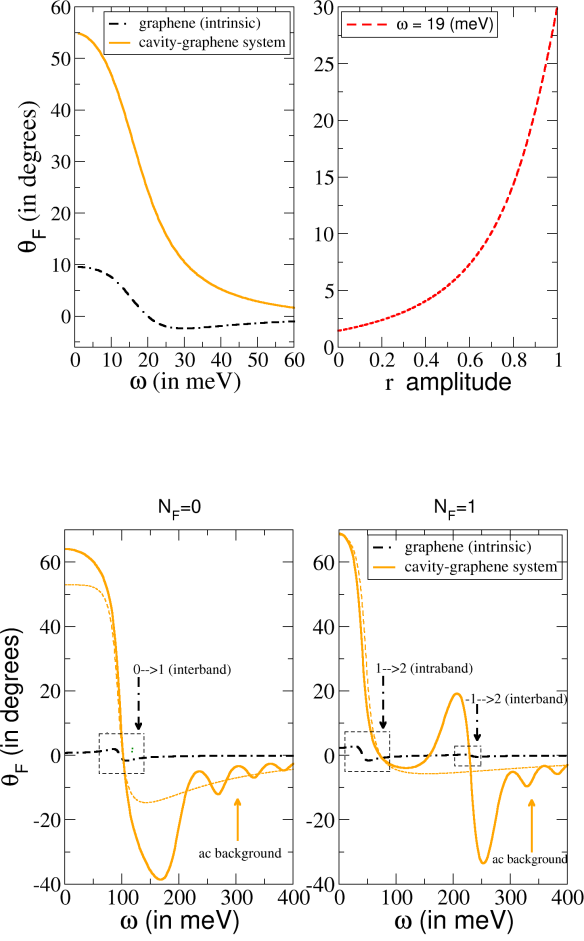 60
50
40
30
20
10
0
θF (in degrees)
graphene (intrinsic)
cavity-graphene system
0 10 20 30 40 50 60
ω (in meV)
30
25
20
15
10
5
0
ω = 19 (meV)
0 0.2 0.4 0.6 0.8 1
r amplitude
NF=0
60
40
20
0
-20
-40
θF (in degrees)
0-->1 (interband)
ac background
0 100 200 300 400
ω (in meV)
NF=1
60
40
20
0
-20
-40
graphene (intrinsic)
cavity-graphene system
1-->2 (intraband)
-1-->2 (interband)
ac background
0 100 200 300 400
ω (in meV)